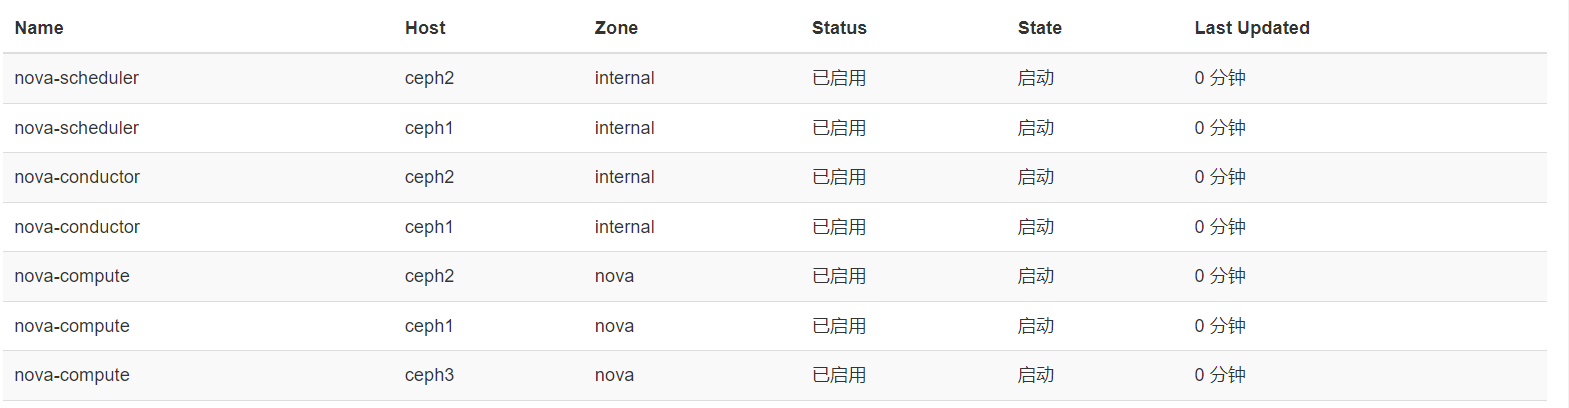 Name Host Zone Status State Last Updated
nova-scheduler ceph2 internal 已启用 启动 0 分钟
nova-scheduler ceph1 internal 已启用 启动 0 分钟
nova-conductor ceph2 internal 已启用 启动 0 分钟
nova-conductor ceph1 internal 已启用 启动 0 分钟
nova-compute ceph2 nova 已启用 启动 0 分钟
nova-compute ceph1 nova 已启用 启动 0 分钟
nova-compute ceph3 nova 已启用 启动 0 分钟